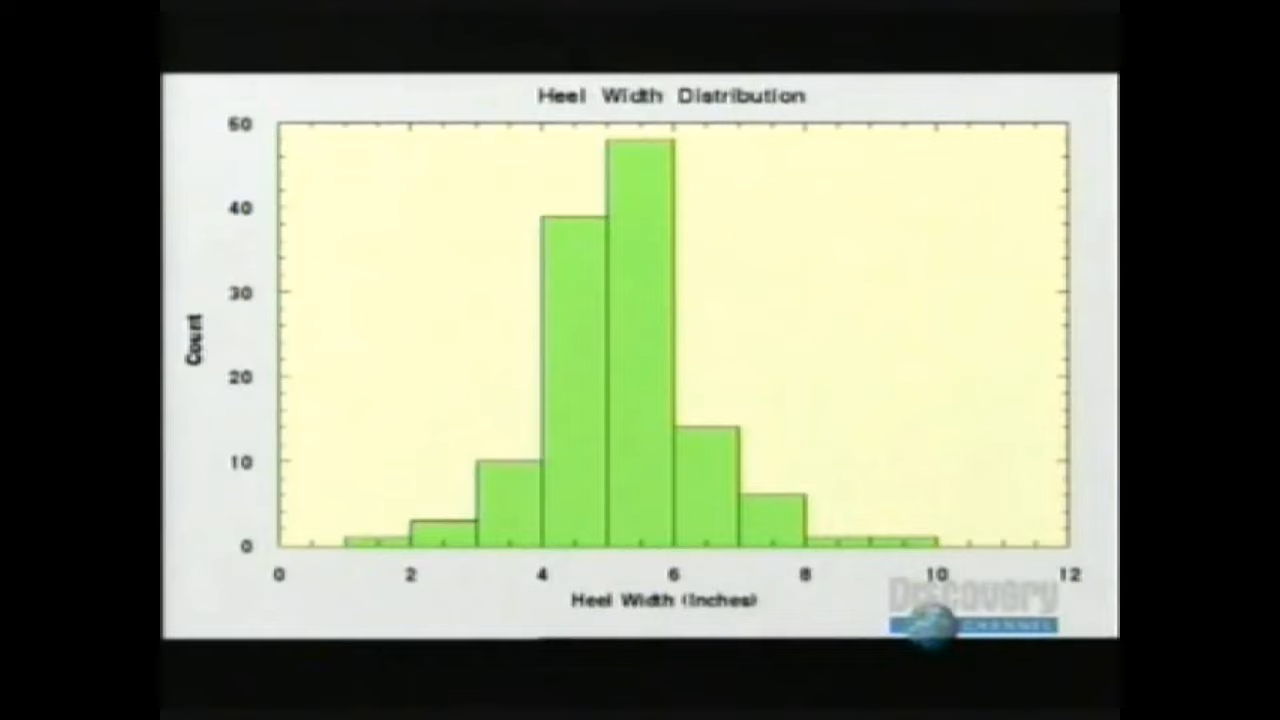 Heel Width Distribution
50
40
30
20
10
0
Count
0 2 4 6 8 10 12
Heel Width (Inches)
Discovery
CHANNEL